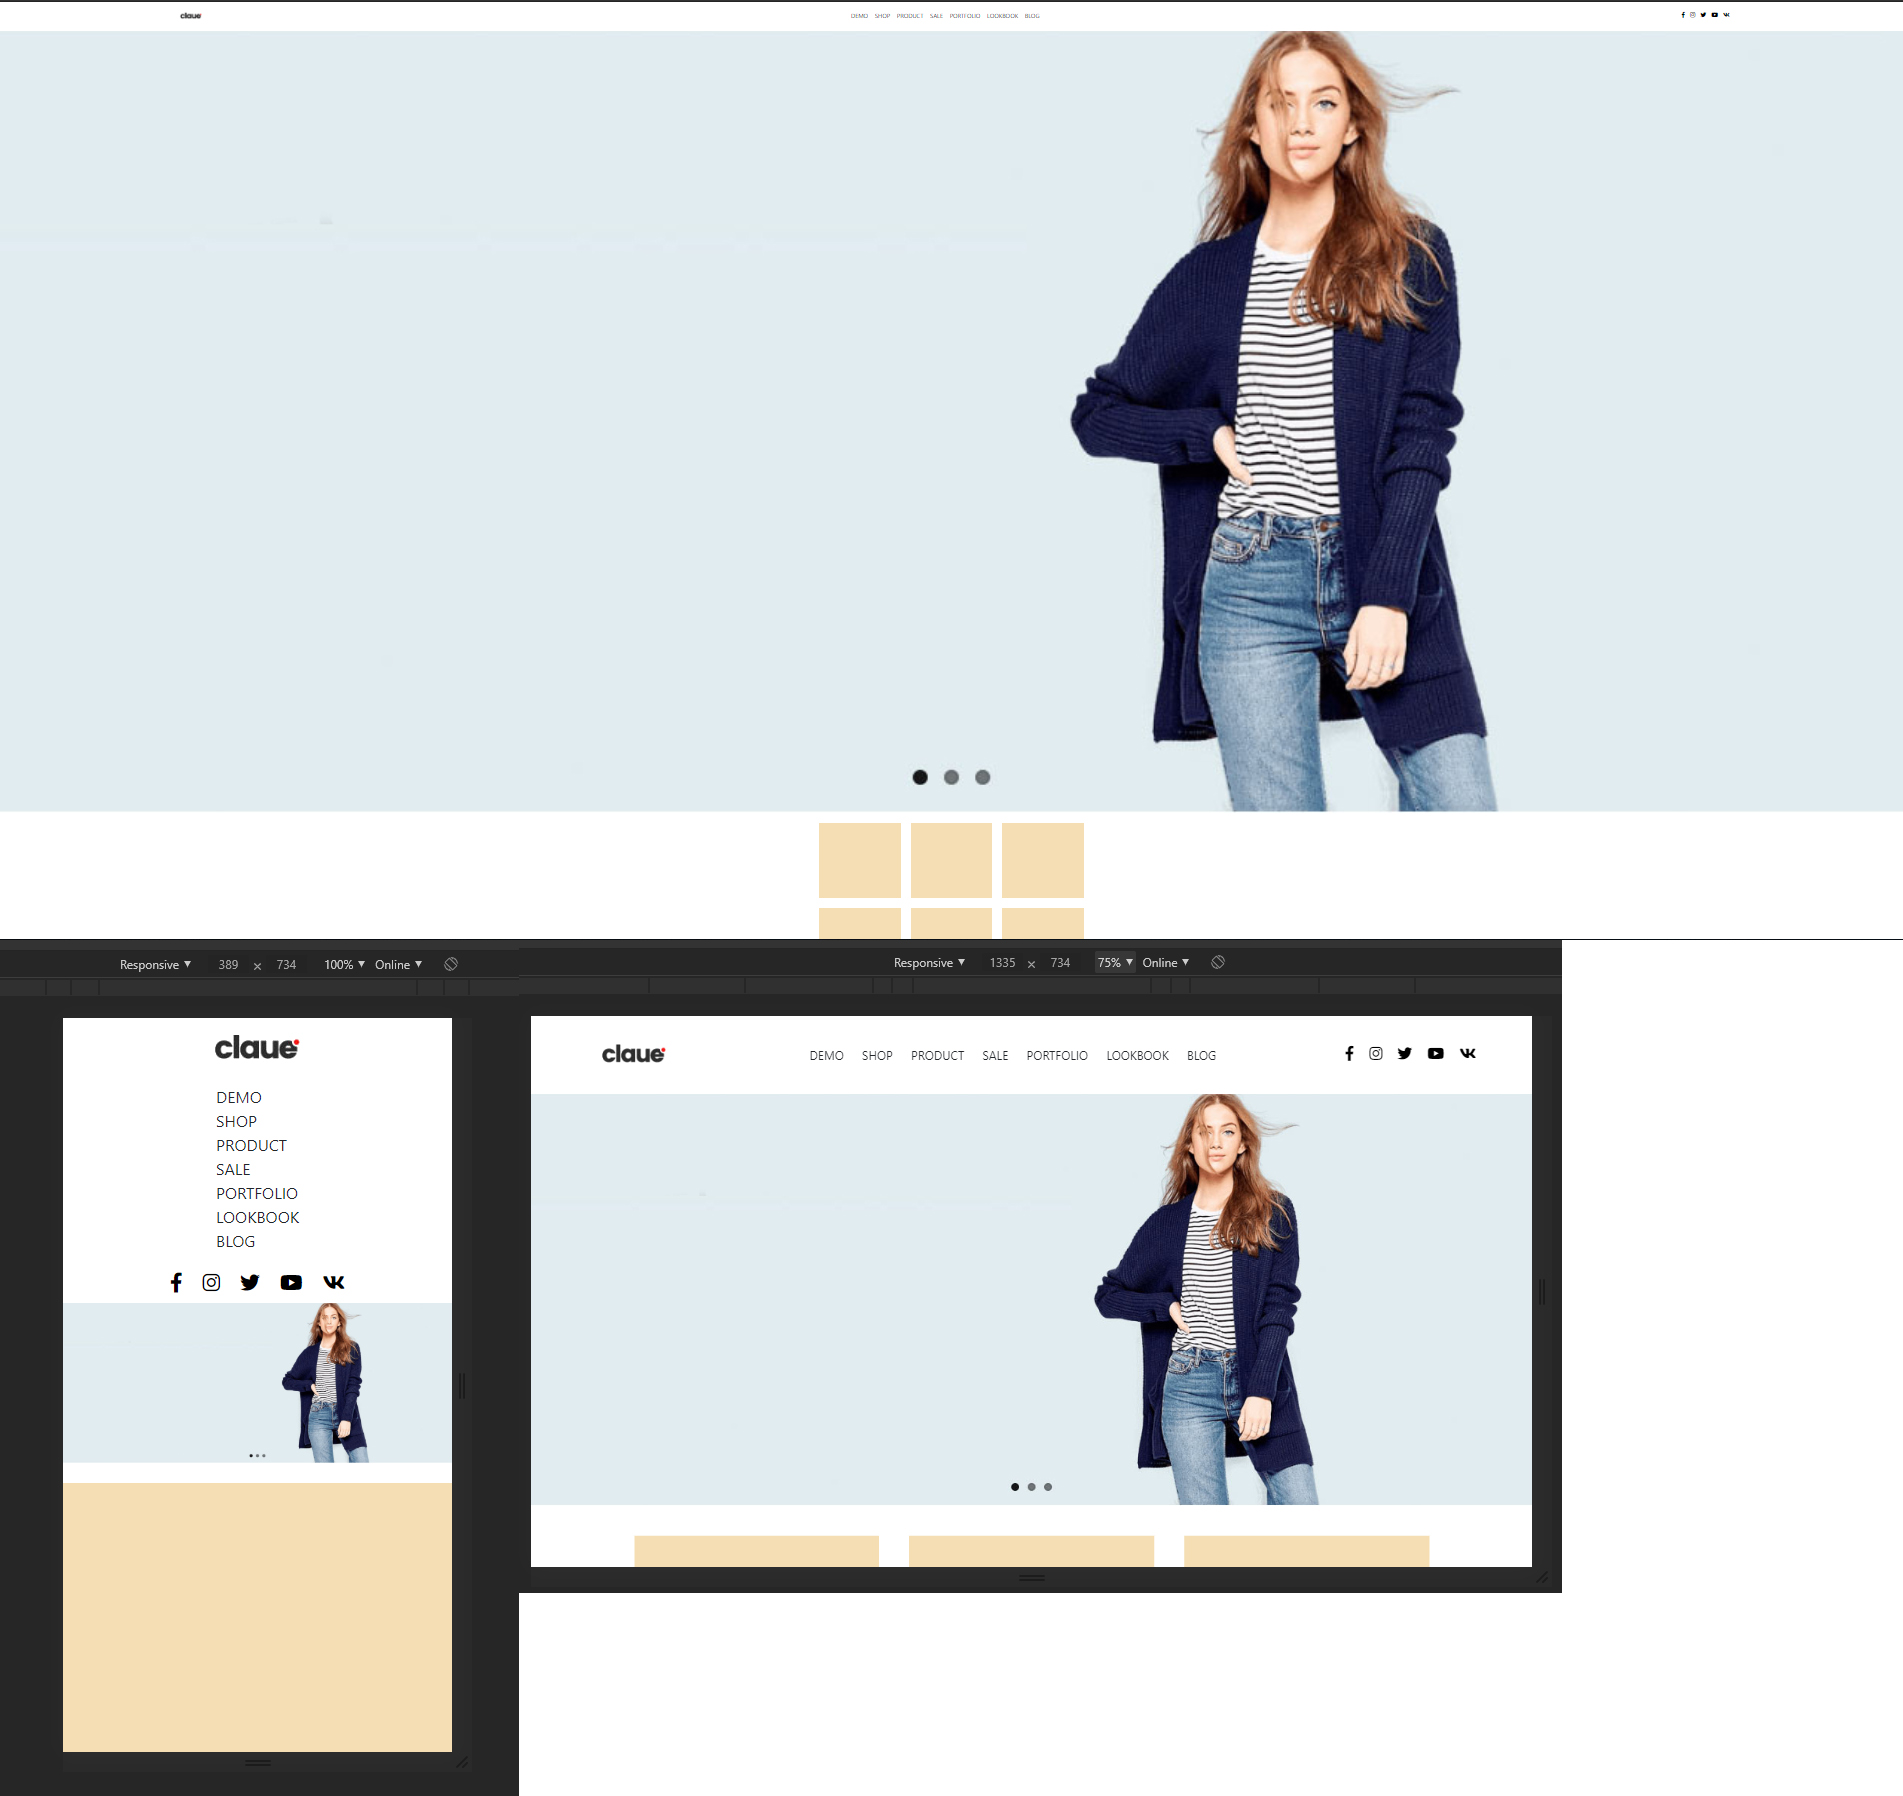 claue
DEMO SHOP PRODUCT SALE PORTFOLIO LOOKBOOK BLOG
Responsive ▼ 389 × 734 100% ▼ Online ▼
claue
DEMO
SHOP
PRODUCT
SALE
PORTFOLIO
LOOKBOOK
BLOG
Responsive ▼ 1335 × 734 75% ▼ Online ▼
claue
DEMO SHOP PRODUCT SALE PORTFOLIO LOOKBOOK BLOG